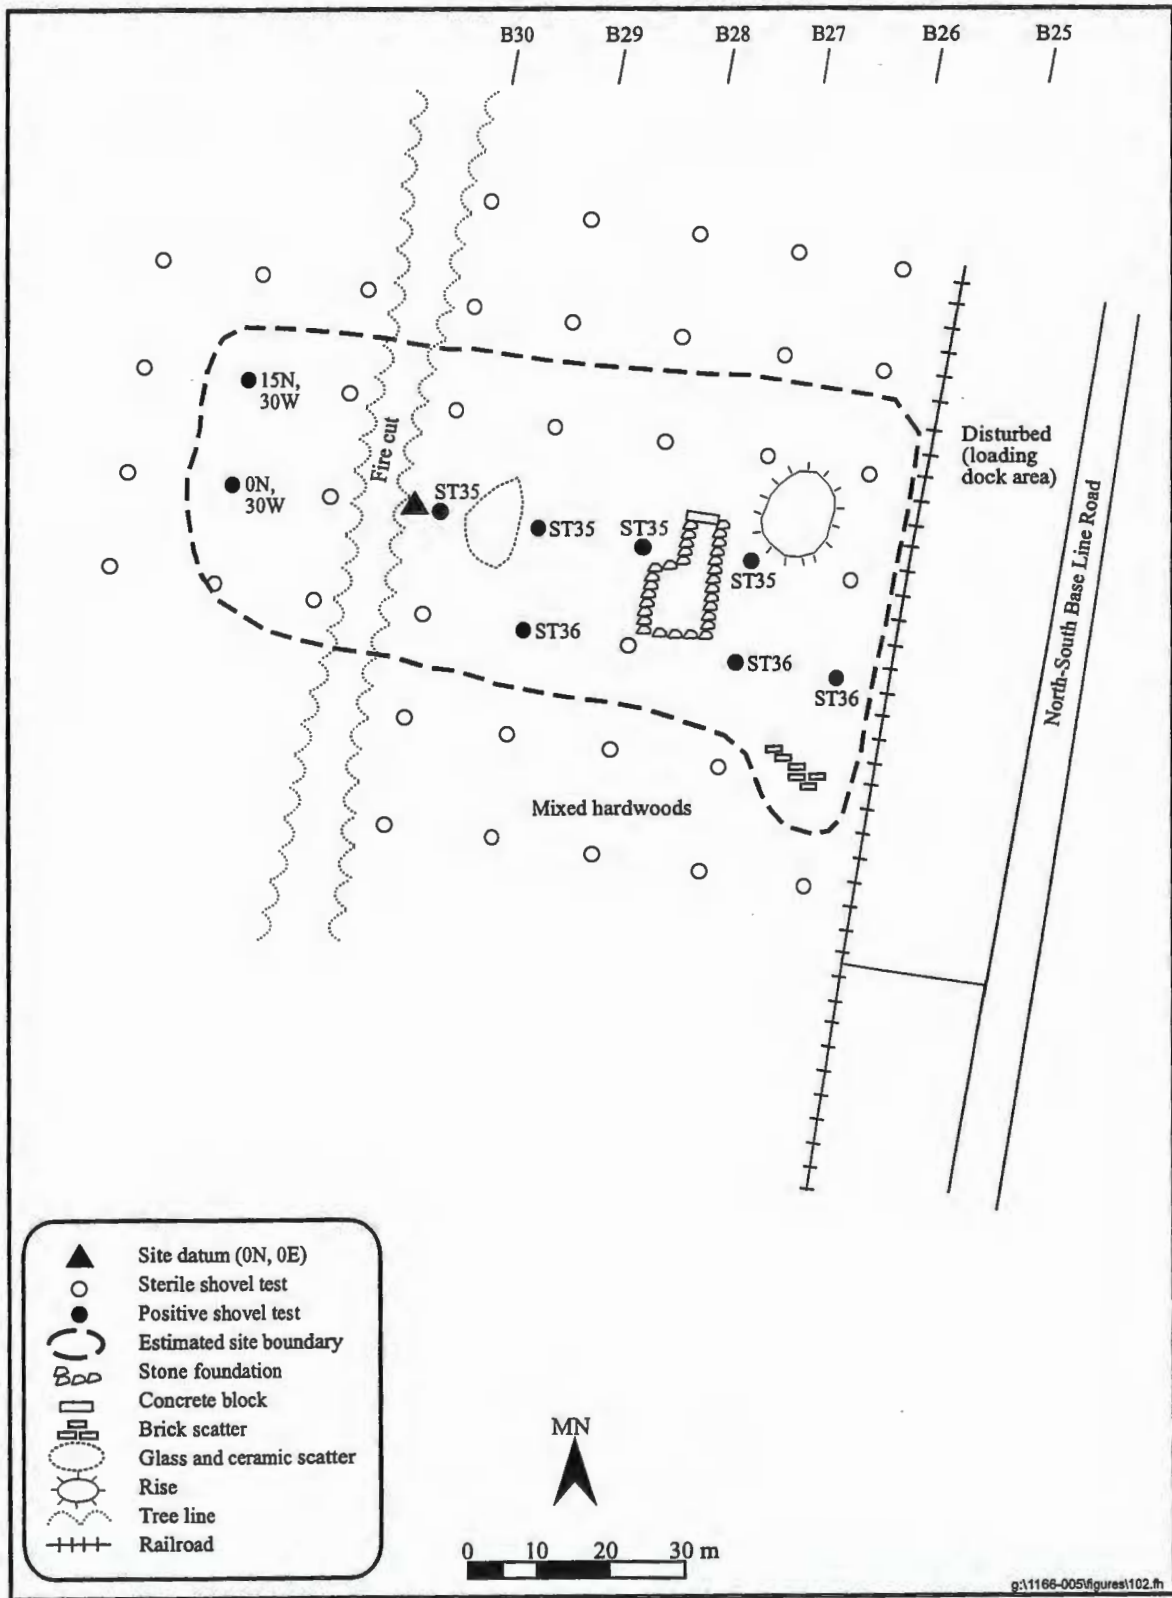 B30 B29 B28 B27 B26 B25
15N,
30W
Fire cut
Disturbed
(loading
dock area)
0N,
30W
ST35
ST35
ST35
ST35
North-South Base Line Road
ST36
ST36
ST36
Mixed hardwoods
Site datum (0N, 0E)
Sterile shovel test
Positive shovel test
Estimated site boundary
Stone foundation
Concrete block
Brick scatter
Glass and ceramic scatter
Rise
Tree line
Railroad
MN
0 10 20 30 m
g:\1166-005\figures\102.fh